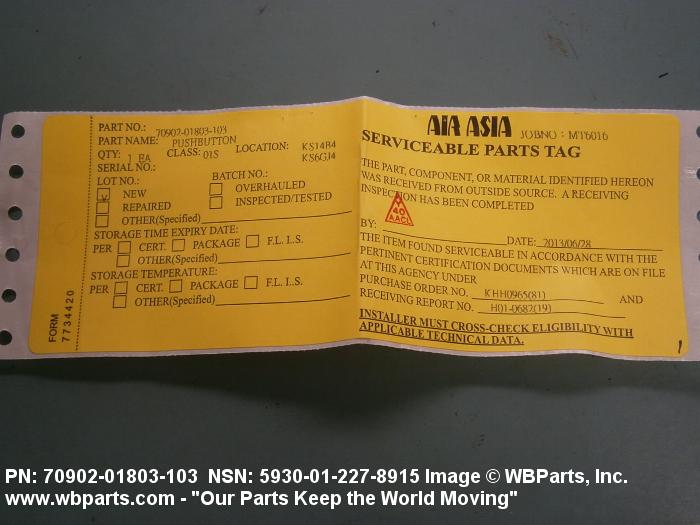 PART NO.: 70902-01803-103
PART NAME: PUSHBUTTON
QTY: 1 EA CLASS: 01S LOCATION: KS14B4
KS6GJ4
SERIAL NO.:
LOT NO.: BATCH NO.:
NEW OVERHAULED
REPAIRED INSPECTED/TESTED
OTHER(Specified)
STORAGE TIME EXPIRY DATE:
PER CERT. PACKAGE F.L. I.S.
OTHER(Specified)
STORAGE TEMPERATURE:
PER CERT. PACKAGE F.L. I.S.
OTHER(Specified)
FORM
7734420
AIR ASIA JOBNO : MT6016
SERVICEABLE PARTS TAG
THE PART, COMPONENT, OR MATERIAL IDENTIFIED HEREON
WAS RECEIVED FROM OUTSIDE SOURCE. A RECEIVING
INSPECTION HAS BEEN COMPLETED
40
AACL
BY: DATE: 2013/06/28
THE ITEM FOUND SERVICEABLE IN ACCORDANCE WITH THE
PERTINENT CERTIFICATION DOCUMENTS WHICH ARE ON FILE
AT THIS AGENCY UNDER
PURCHASE ORDER NO. KHH0965(81) AND
RECEIVING REPORT NO. H01-0682(19)
INSTALLER MUST CROSS-CHECK ELIGIBILITY WITH
APPLICABLE TECHNICAL DATA.
1
PN: 70902-01803-103 NSN: 5930-01-227-8915 Image © WBParts, Inc.
www.wbparts.com - "Our Parts Keep the World Moving"